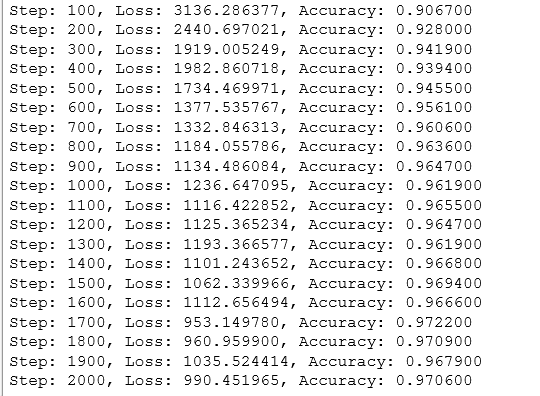 Step: 100, Loss: 3136.286377, Accuracy: 0.906700
Step: 200, Loss: 2440.697021, Accuracy: 0.928000
Step: 300, Loss: 1919.005249, Accuracy: 0.941900
Step: 400, Loss: 1982.860718, Accuracy: 0.939400
Step: 500, Loss: 1734.469971, Accuracy: 0.945500
Step: 600, Loss: 1377.535767, Accuracy: 0.956100
Step: 700, Loss: 1332.846313, Accuracy: 0.960600
Step: 800, Loss: 1184.055786, Accuracy: 0.963600
Step: 900, Loss: 1134.486084, Accuracy: 0.964700
Step: 1000, Loss: 1236.647095, Accuracy: 0.961900
Step: 1100, Loss: 1116.422852, Accuracy: 0.965500
Step: 1200, Loss: 1125.365234, Accuracy: 0.964700
Step: 1300, Loss: 1193.366577, Accuracy: 0.961900
Step: 1400, Loss: 1101.243652, Accuracy: 0.966800
Step: 1500, Loss: 1062.339966, Accuracy: 0.969400
Step: 1600, Loss: 1112.656494, Accuracy: 0.966600
Step: 1700, Loss: 953.149780, Accuracy: 0.972200
Step: 1800, Loss: 960.959900, Accuracy: 0.970900
Step: 1900, Loss: 1035.524414, Accuracy: 0.967900
Step: 2000, Loss: 990.451965, Accuracy: 0.970600